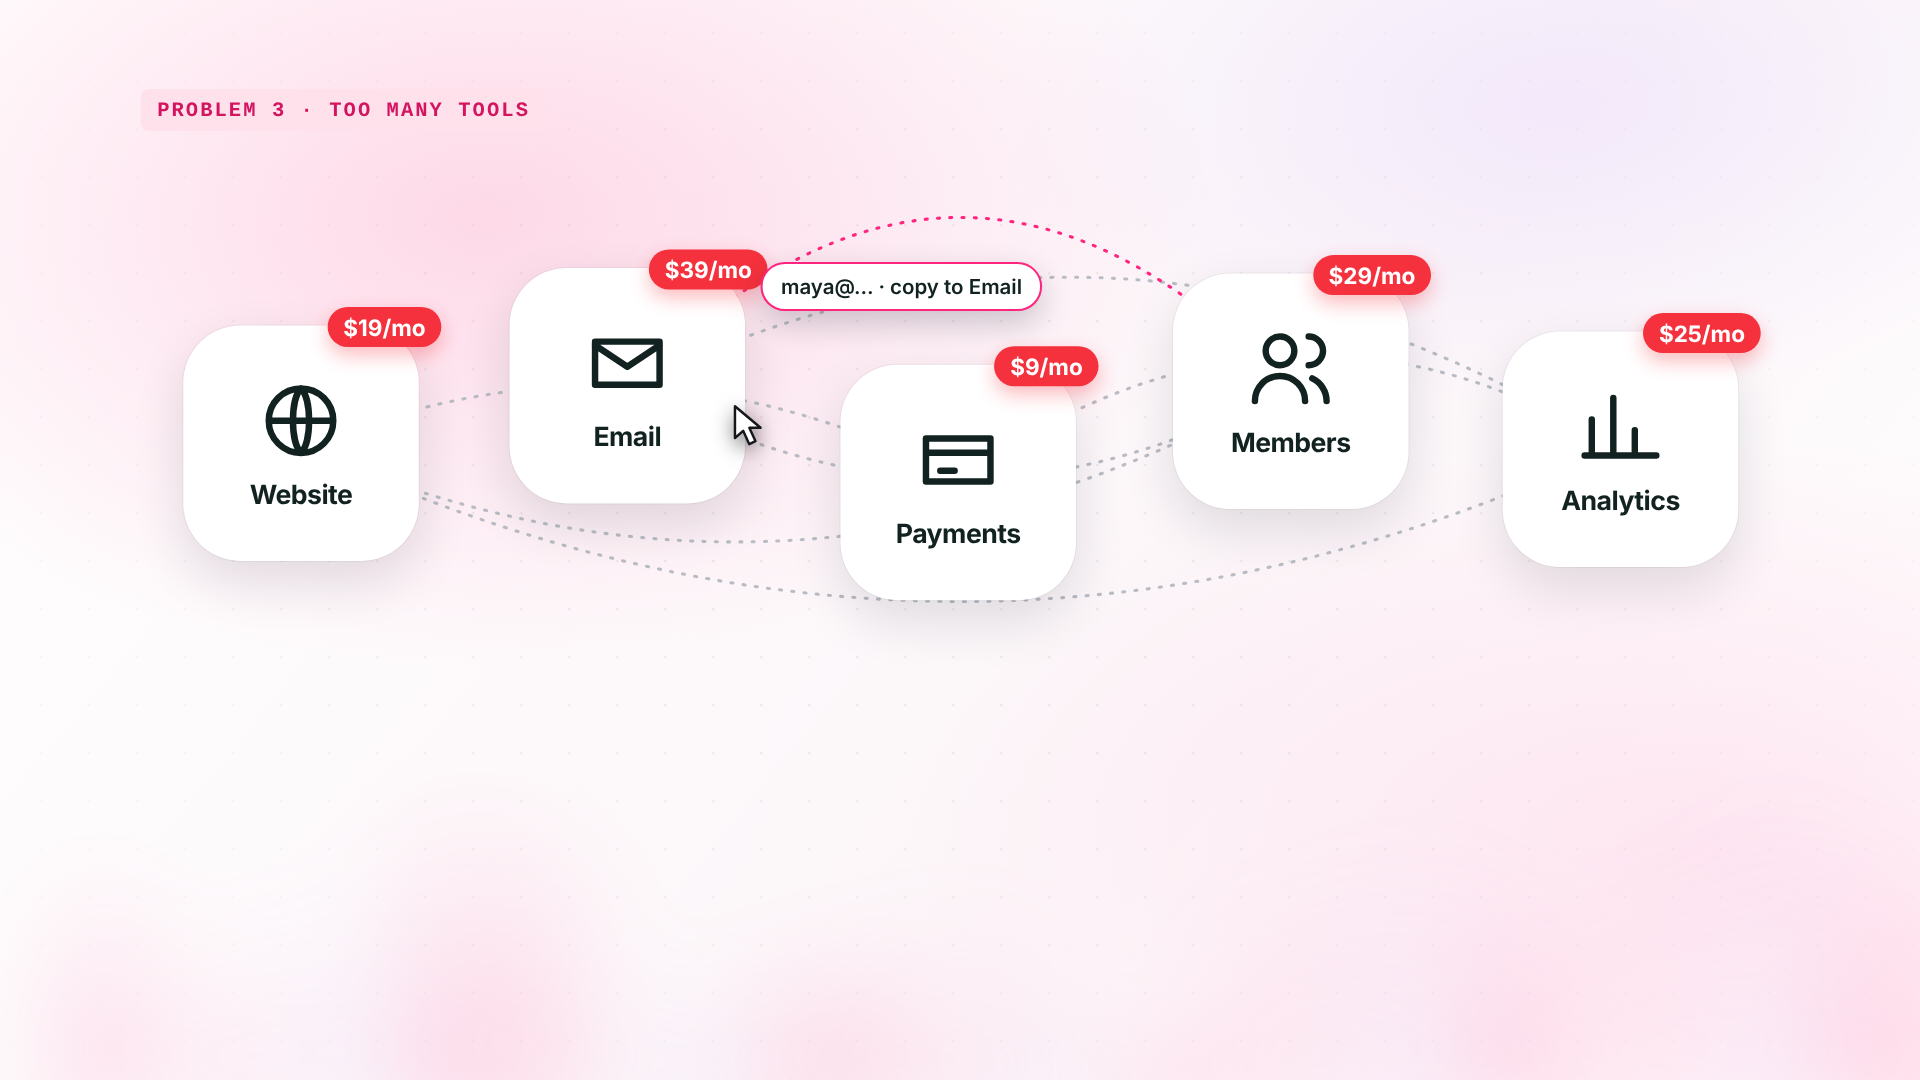 PROBLEM 3 · TOO MANY TOOLS
$19/mo
Website
$39/mo
Email
maya@... · copy to Email
$9/mo
Payments
$29/mo
Members
$25/mo
Analytics